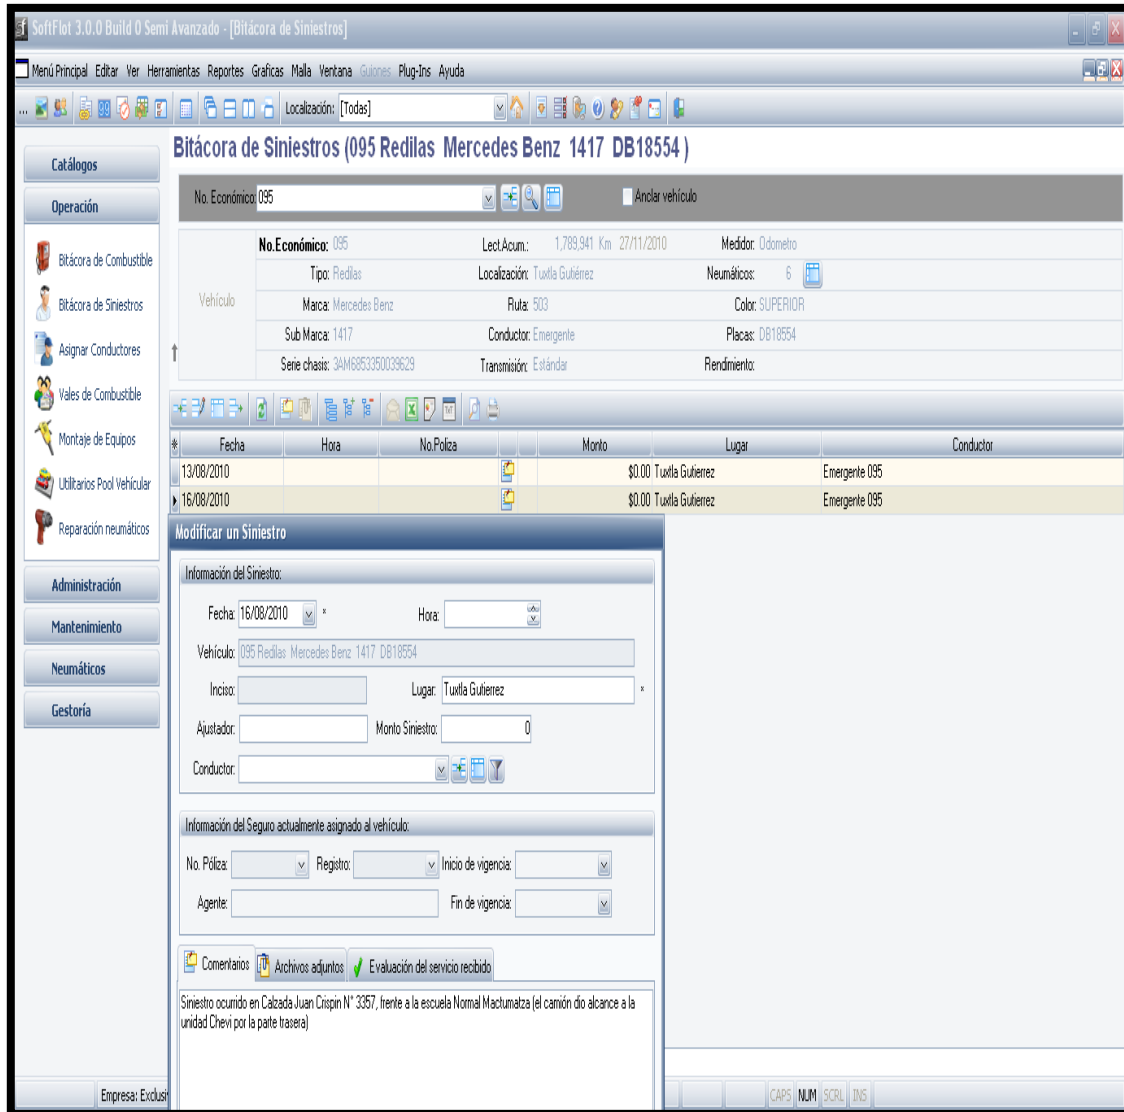 SoftFlot 3.0.0 Build 0 Semi Avanzado - [Bitácora de Siniestros]
Menú Principal Editar Ver Herramientas Reportes Graficas Malla Ventana Guiones Plug-Ins Ayuda
... Localización: [Todas]
Bitácora de Siniestros (095 Redilas Mercedes Benz 1417 DB18554 )
Catálogos
Operación
Bitácora de Combustible
Bitácora de Siniestros
Asignar Conductores
Vales de Combustible
Montaje de Equipos
Utilitarios Pool Vehícular
Reparación neumáticos
Administración
Mantenimiento
Neumáticos
Gestoría
No. Económico: 095 Anclar vehículo
Vehículo
No.Económico: 095 Lect.Acum.: 1,789,941 Km 27/11/2010 Medidor: Odometro
Tipo: Redilas Localización: Tuxtla Gutiérrez Neumáticos: 6
Marca: Mercedes Benz Ruta: 503 Color: SUPERIOR
Sub Marca: 1417 Conductor: Emergente Placas: DB18554
Serie chasis: 3AM6853350039629 Transmisión: Estándar Rendimiento:
* Fecha Hora No.Poliza Monto Lugar Conductor
13/08/2010 $0.00 Tuxtla Gutierrez Emergente 095
16/08/2010 $0.00 Tuxtla Gutierrez Emergente 095
Modificar un Siniestro
Información del Siniestro:
Fecha: 16/08/2010 * Hora:
Vehículo: 095 Redilas Mercedes Benz 1417 DB18554
Inciso: Lugar: Tuxtla Gutierrez *
Ajustador: Monto Siniestro: 0
Conductor:
Información del Seguro actualmente asignado al vehículo:
No. Póliza: Registro: Inicio de vigencia:
Agente: Fin de vigencia:
Comentarios Archivos adjuntos Evaluación del servicio recibido
Siniestro ocurrido en Calzada Juan Crispin N° 3357, frente a la escuela Normal Mactumatza (el camión dio alcance a la
unidad Chevi por la parte trasera)
Empresa: Exclusi CAPS NUM SCRL INS